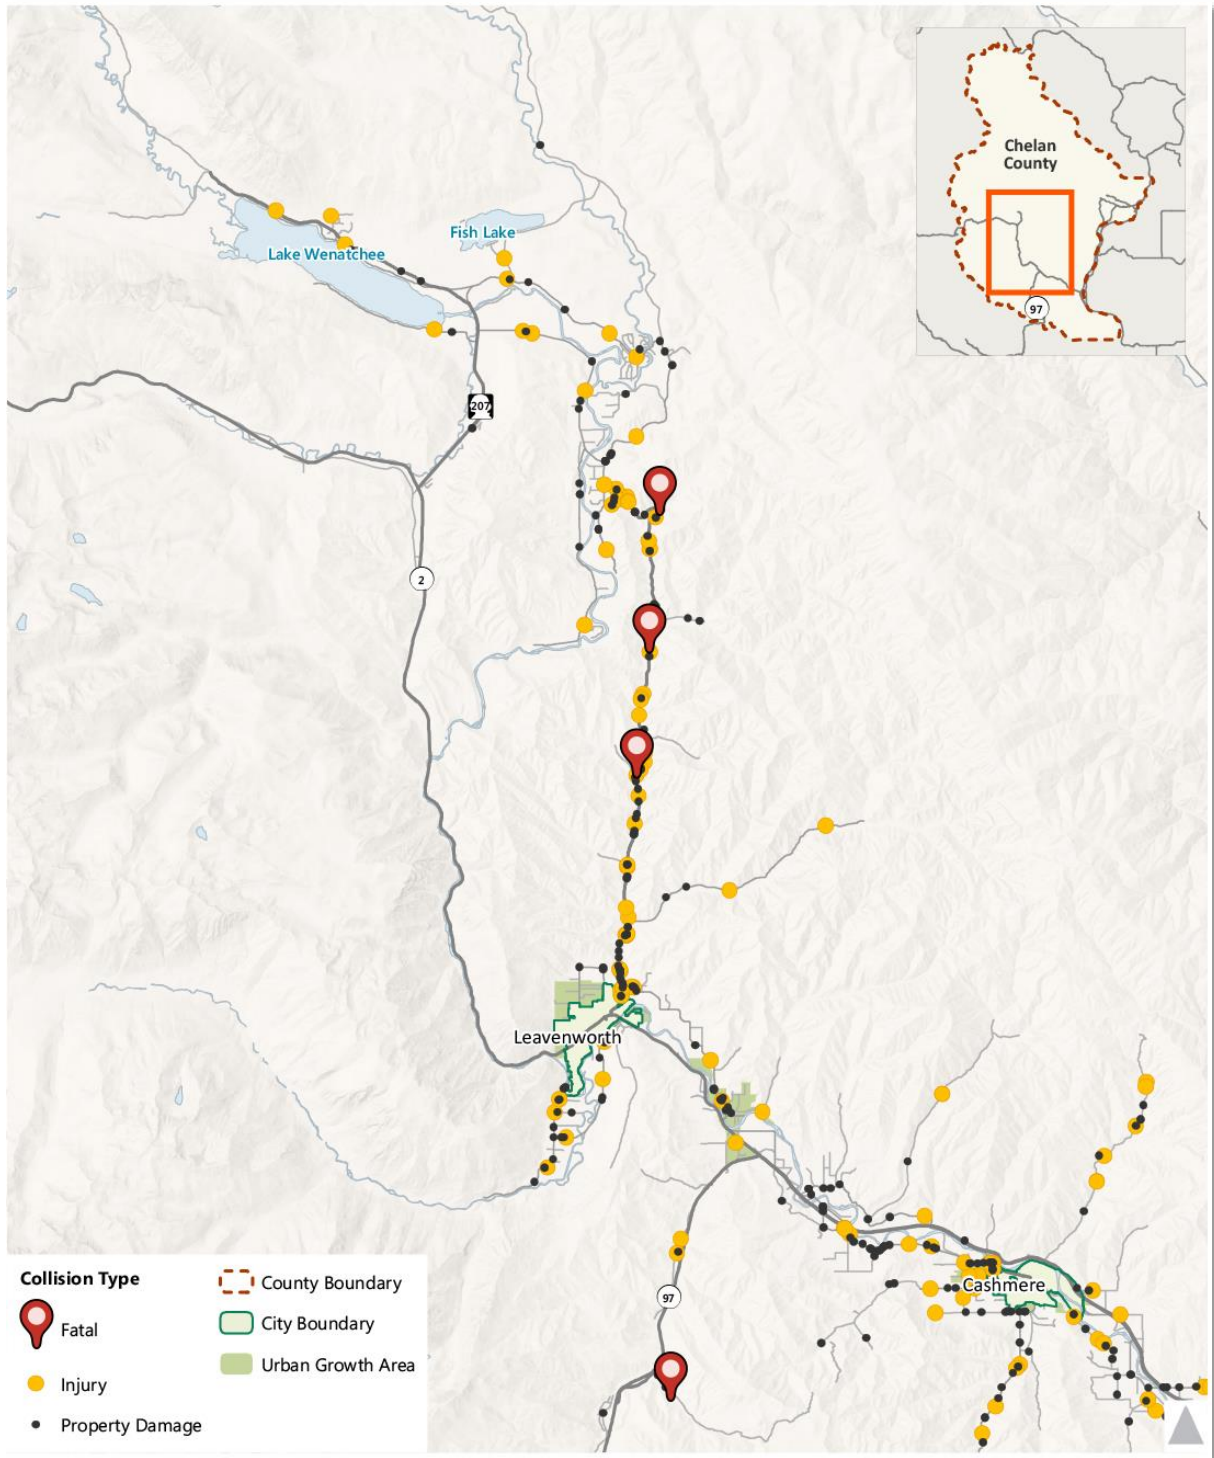 Chelan
County
97
Fish Lake
Lake Wenatchee
207
2
Leavenworth
97
Cashmere
Collision Type
Fatal
Injury
Property Damage
County Boundary
City Boundary
Urban Growth Area